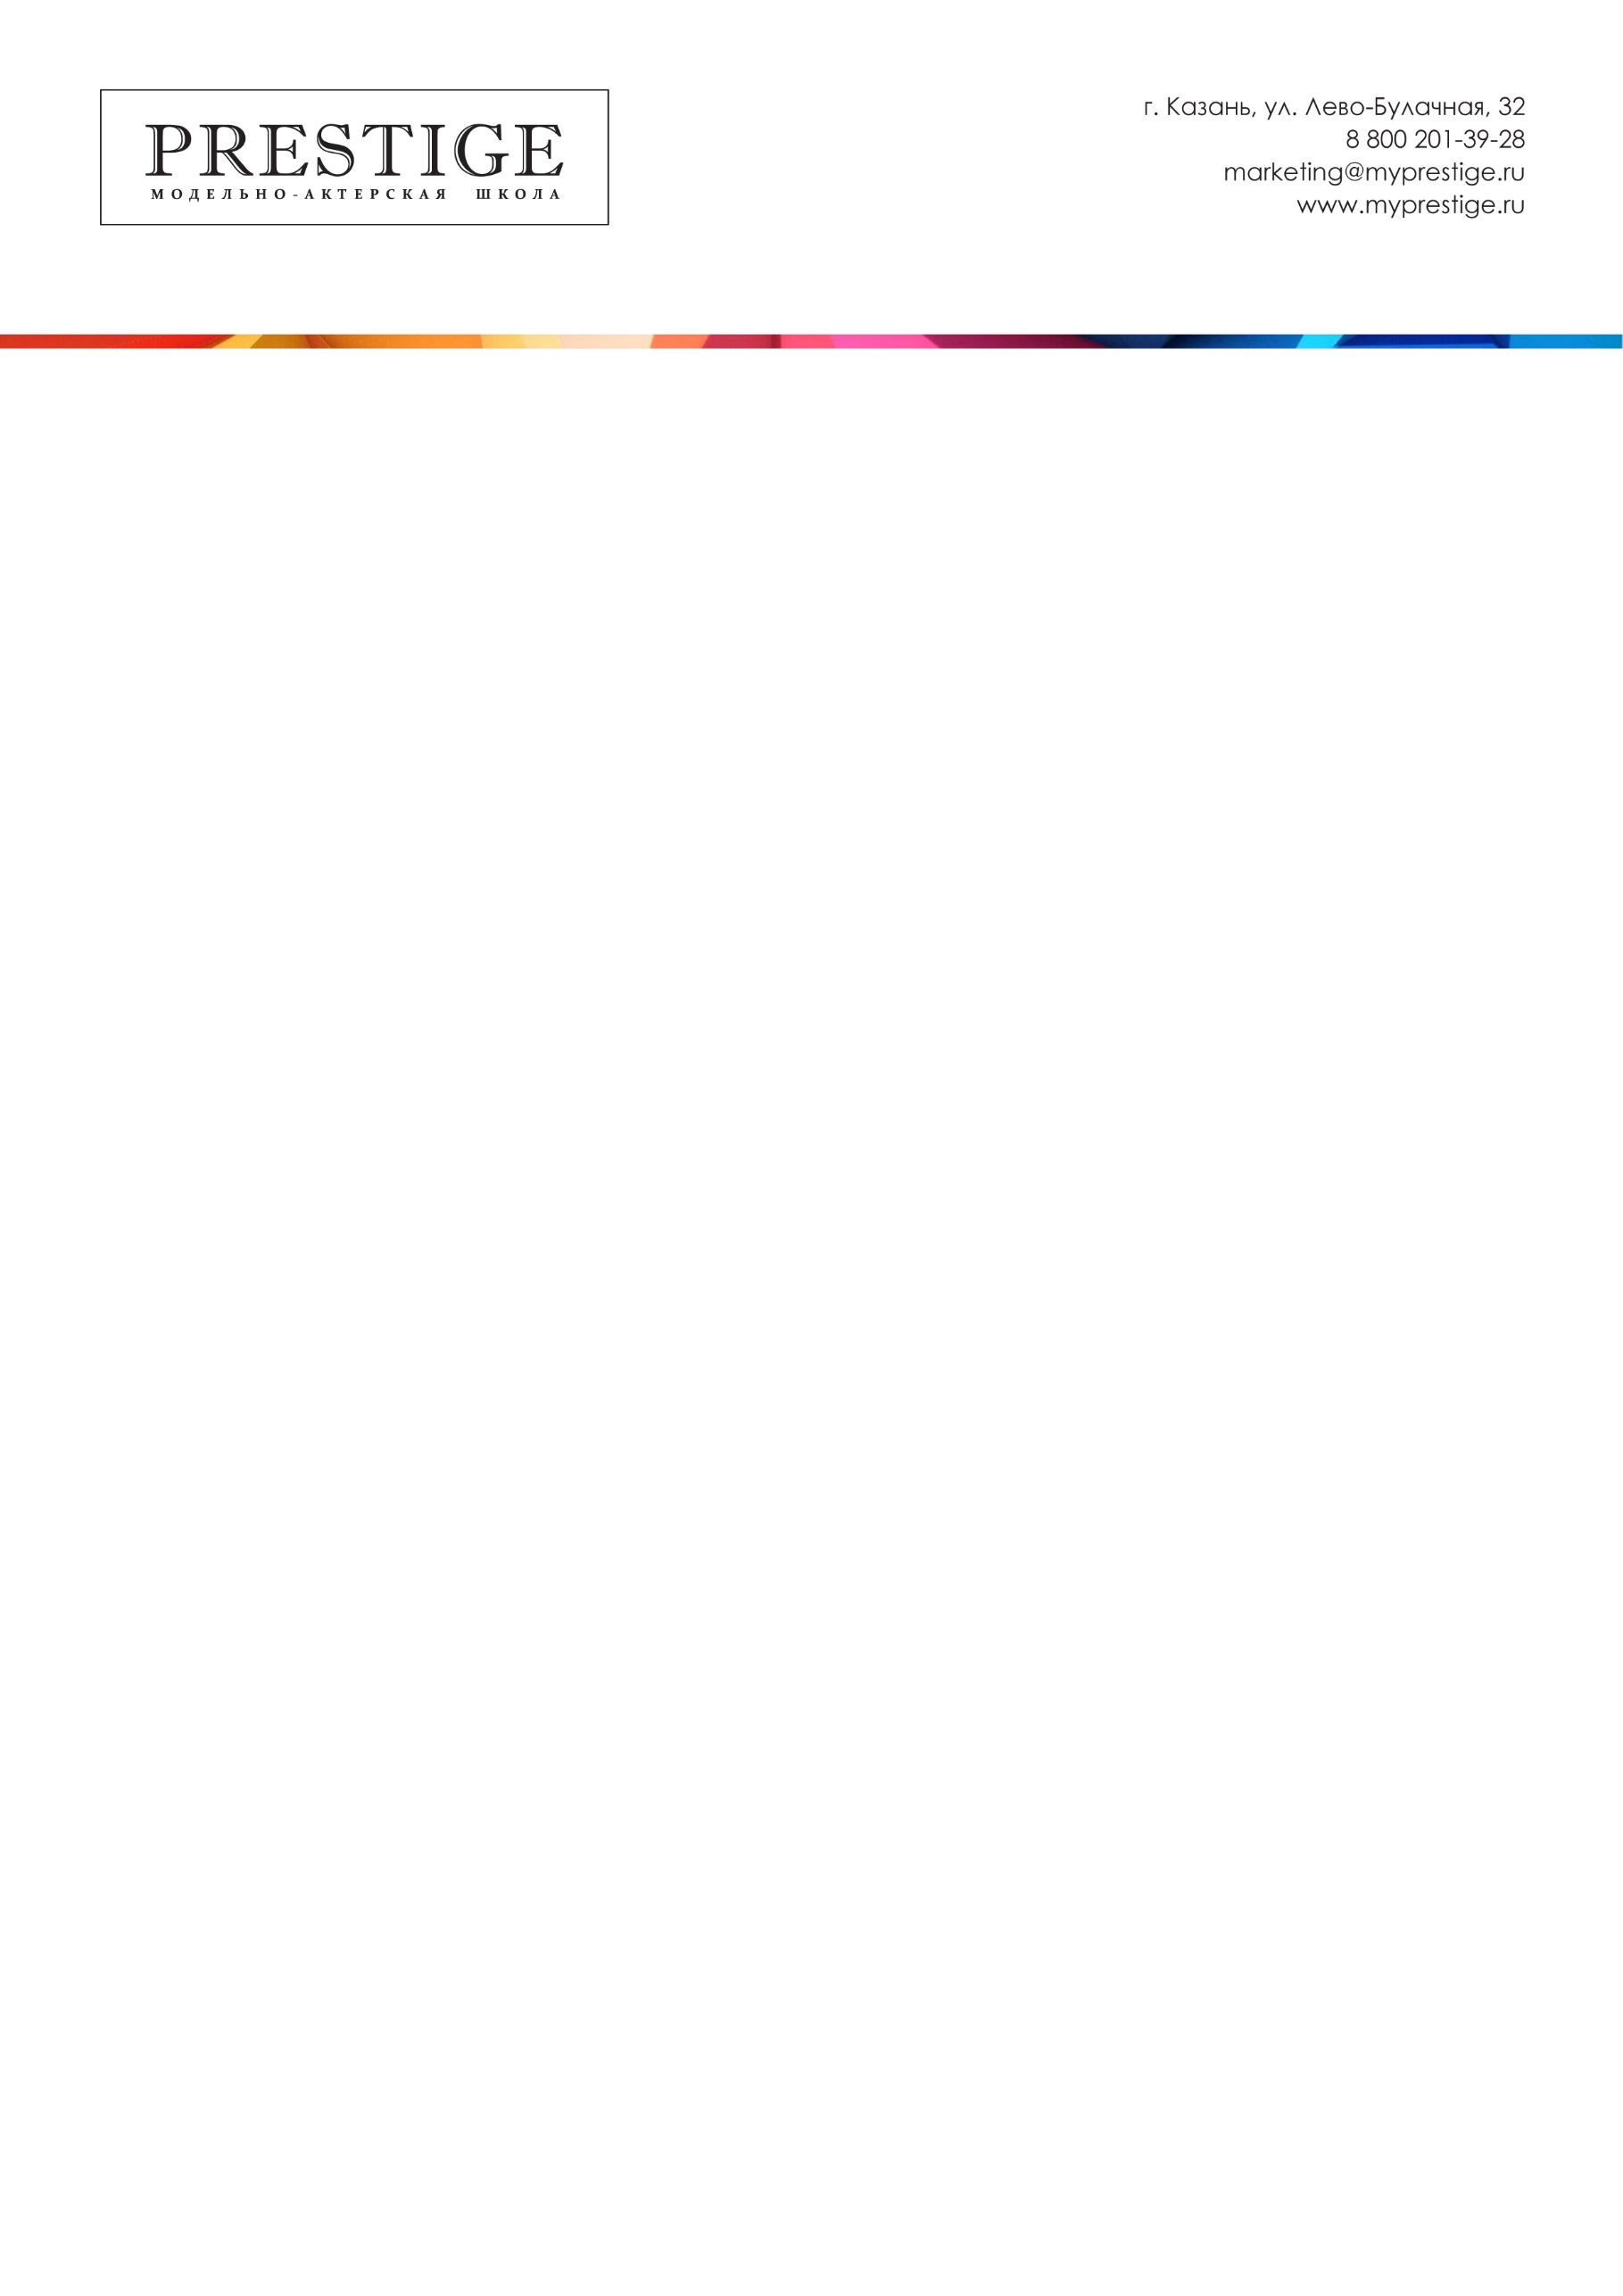 PRESTIGE
МОДЕЛЬНО-АКТЕРСКАЯ ШКОЛА
г. Казань, ул. Лево-Булачная, 32
8 800 201-39-28
marketing@myprestige.ru
www.myprestige.ru